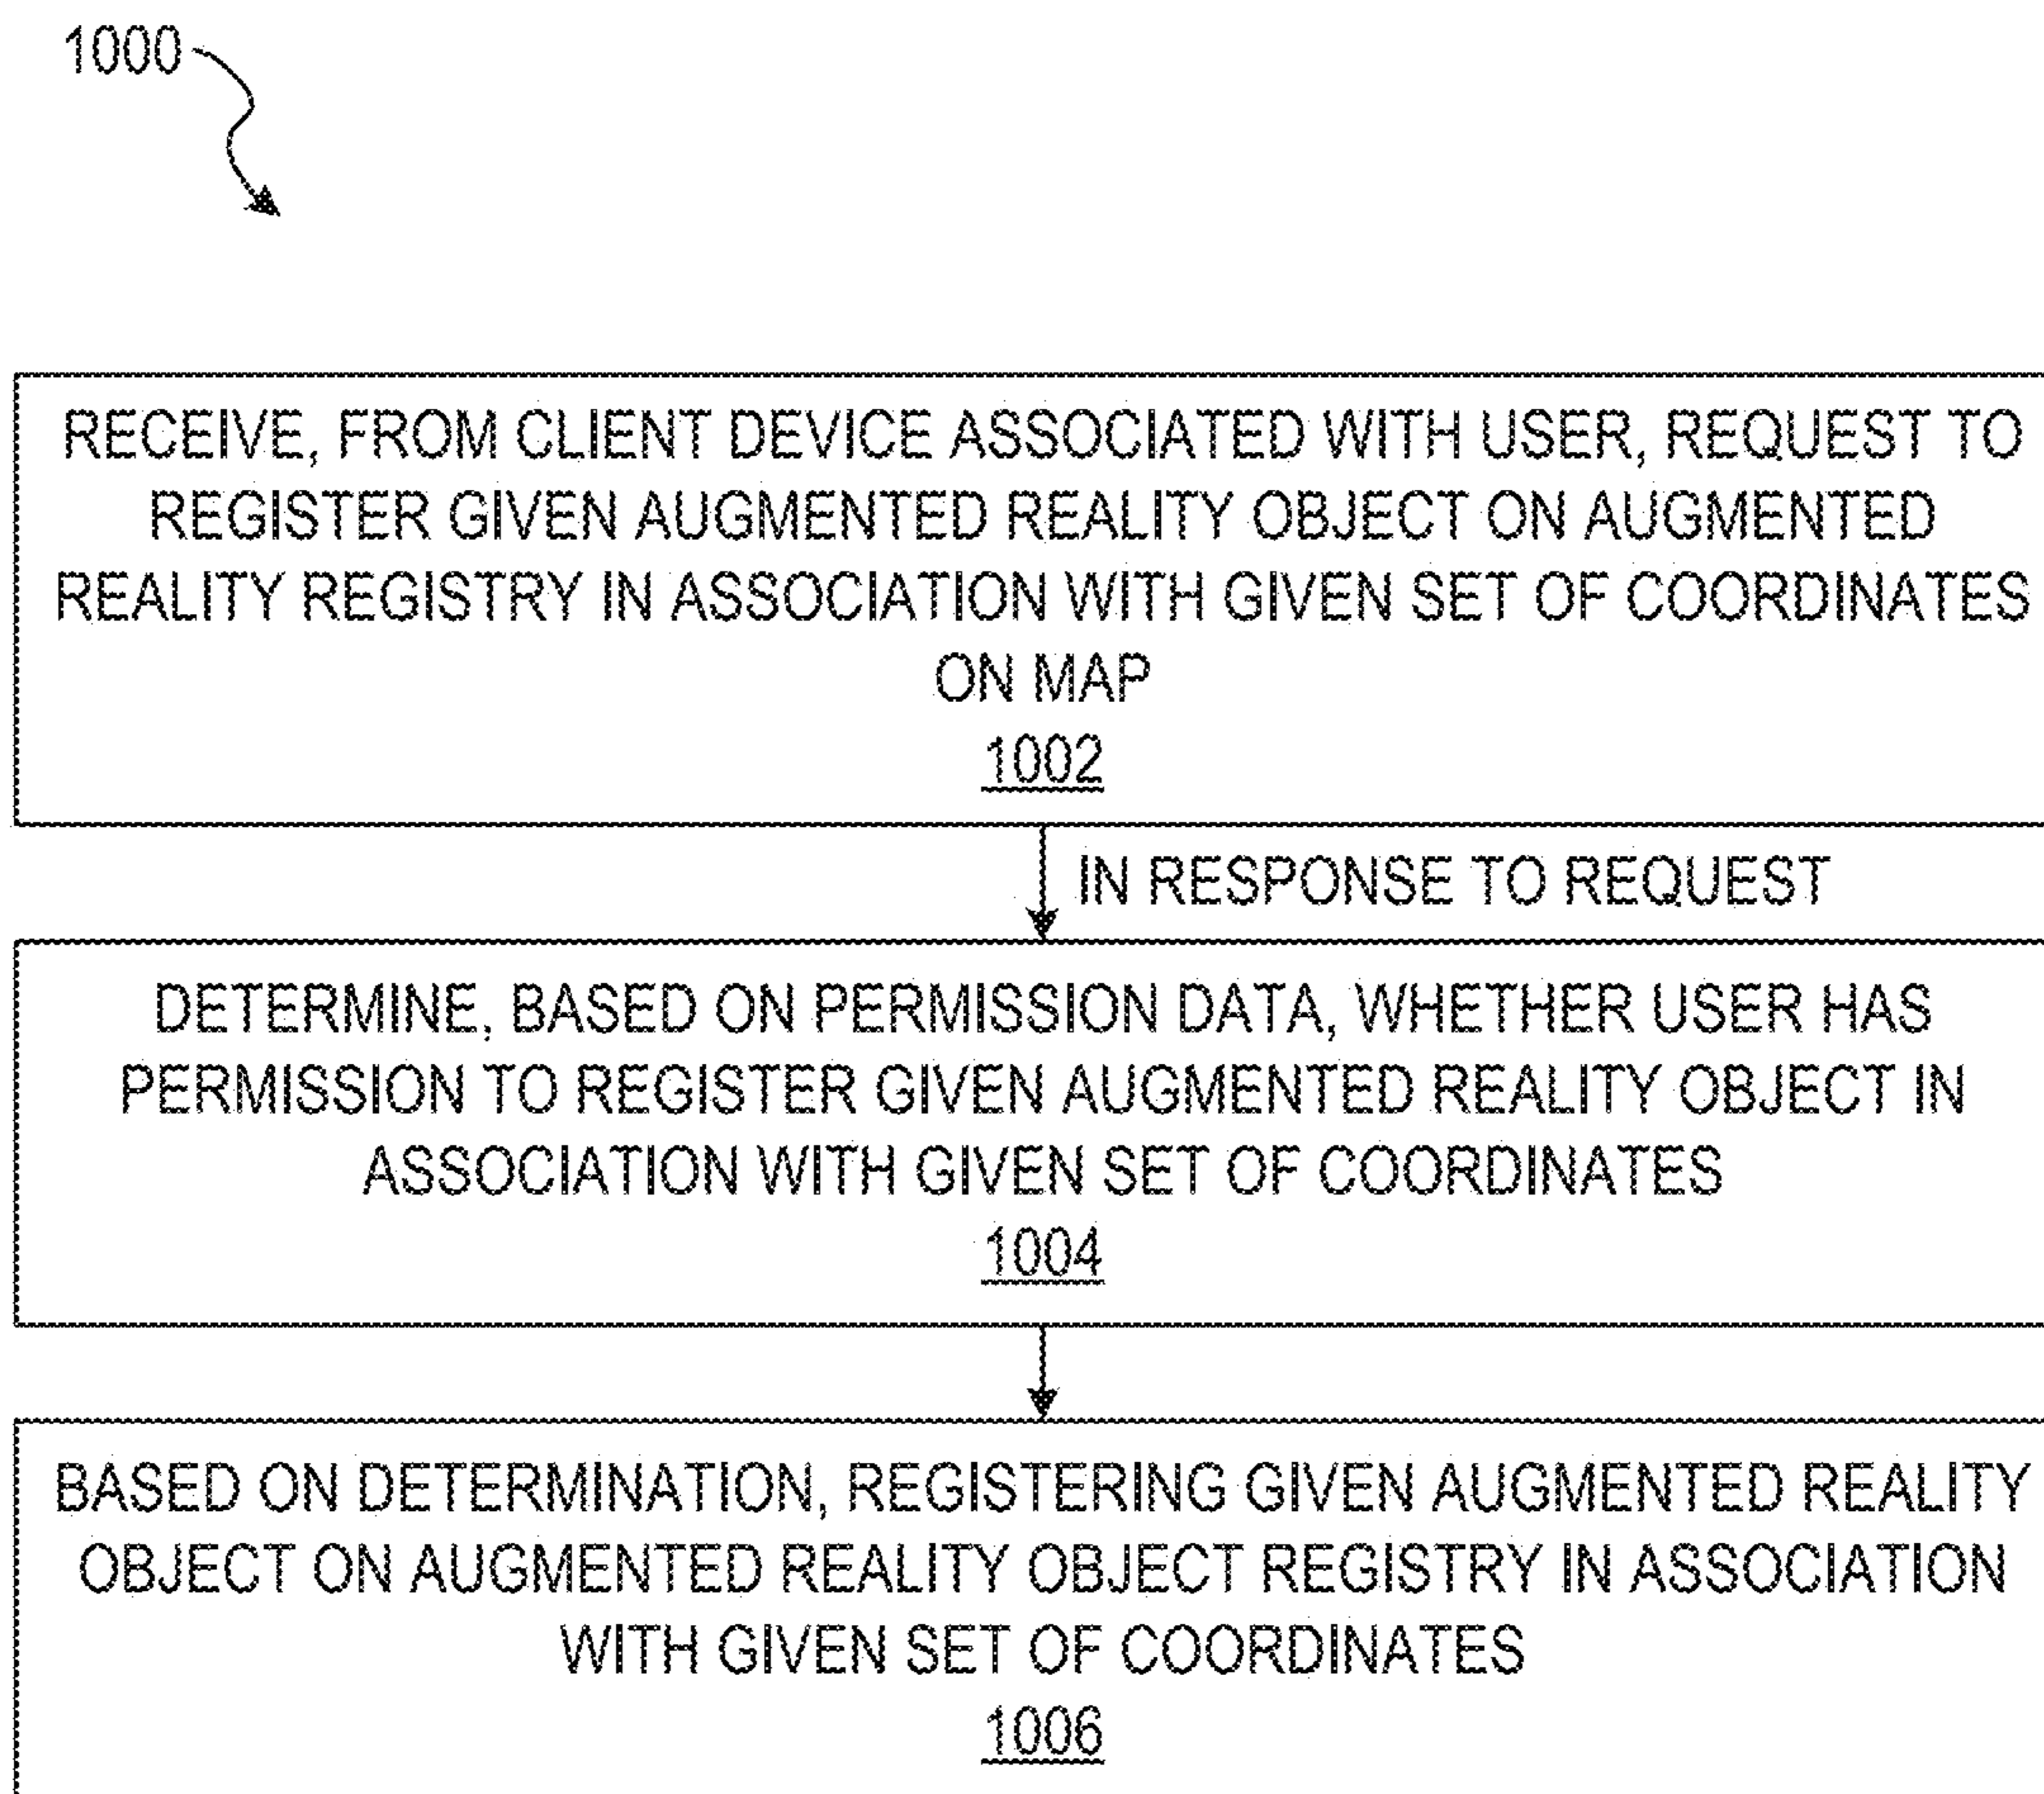 1000
RECEIVE, FROM CLIENT DEVICE ASSOCIATED WITH USER, REQUEST TO
REGISTER GIVEN AUGMENTED REALITY OBJECT ON AUGMENTED
REALITY REGISTRY IN ASSOCIATION WITH GIVEN SET OF COORDINATES
ON MAP
1002
IN RESPONSE TO REQUEST
DETERMINE, BASED ON PERMISSION DATA, WHETHER USER HAS
PERMISSION TO REGISTER GIVEN AUGMENTED REALITY OBJECT IN
ASSOCIATION WITH GIVEN SET OF COORDINATES
1004
BASED ON DETERMINATION, REGISTERING GIVEN AUGMENTED REALITY
OBJECT ON AUGMENTED REALITY OBJECT REGISTRY IN ASSOCIATION
WITH GIVEN SET OF COORDINATES
1006